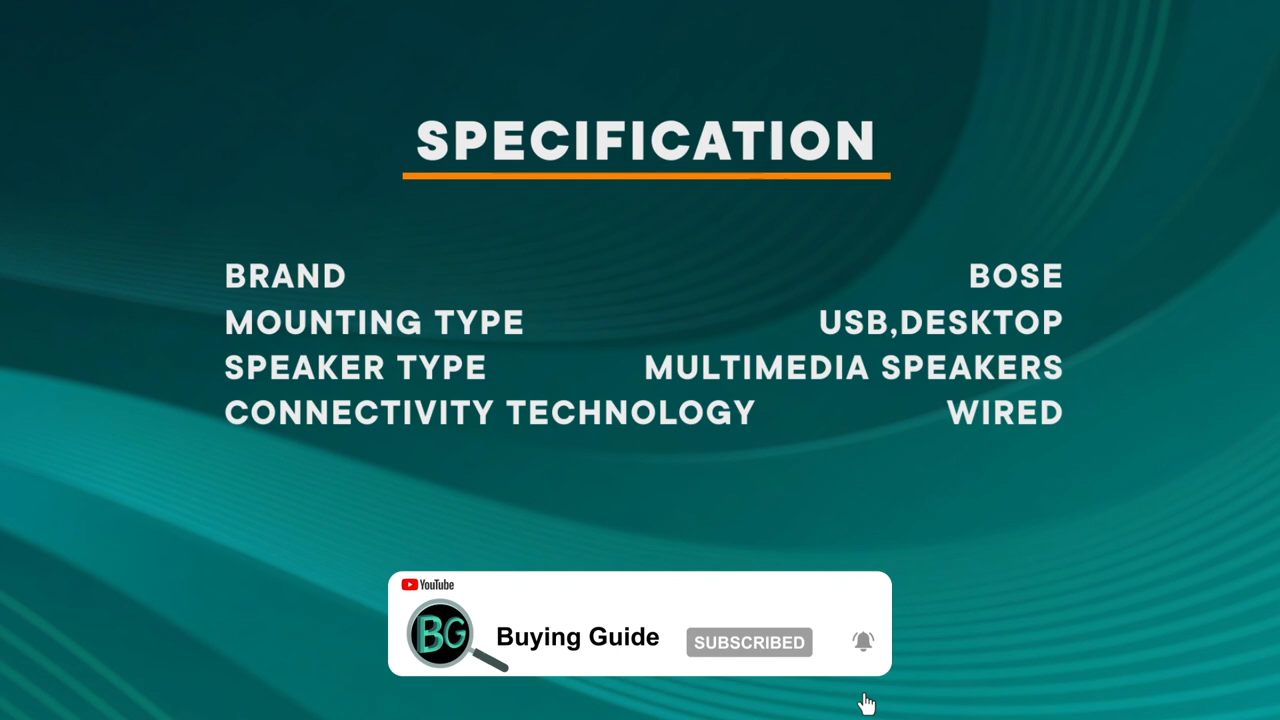 SPECIFICATION
BRAND BOSE
MOUNTING TYPE USB,DESKTOP
SPEAKER TYPE MULTIMEDIA SPEAKERS
CONNECTIVITY TECHNOLOGY WIRED
YouTube
BG
Buying Guide SUBSCRIBED